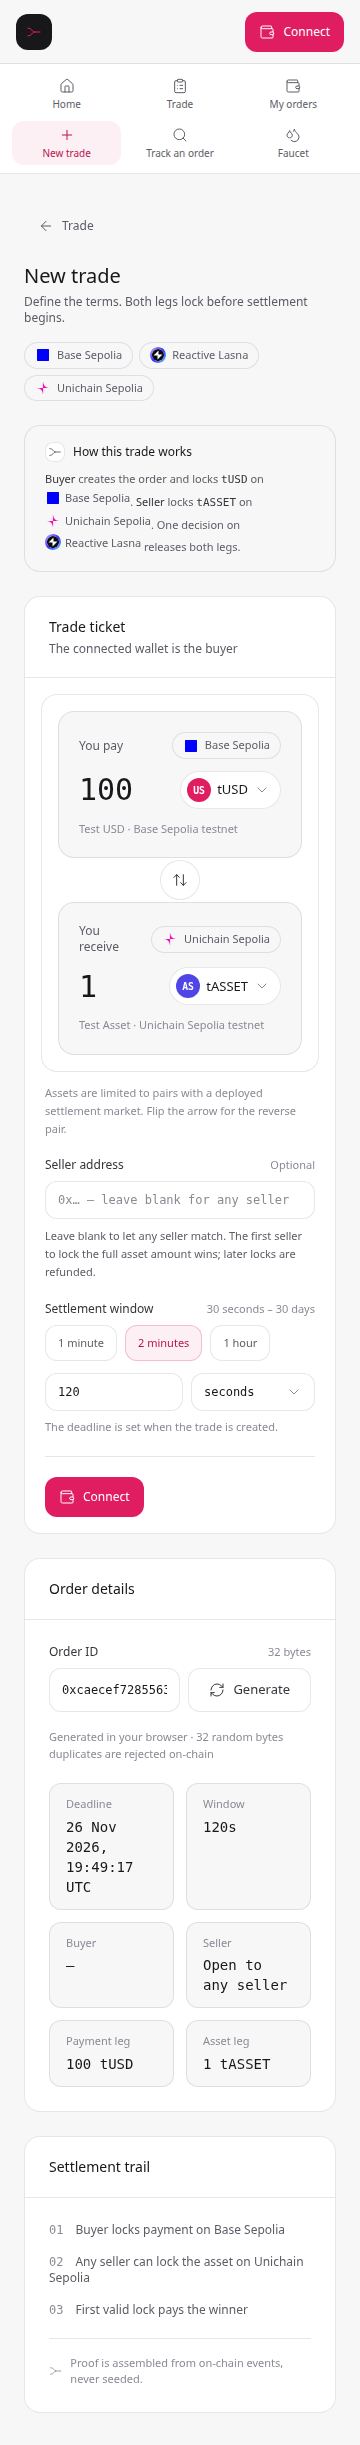 Connect
Home
Trade
My orders
New trade
Track an order
Faucet
Trade
New trade
Define the terms. Both legs lock before settlement
begins.
Base Sepolia
Reactive Lasna
Unichain Sepolia
How this trade works
Buyer creates the order and locks tUSD on
Base Sepolia. Seller locks tASSET on
Unichain Sepolia. One decision on
Reactive Lasna releases both legs.
Trade ticket
The connected wallet is the buyer
You pay
Base Sepolia
100
US tUSD
Test USD · Base Sepolia testnet
You
receive
Unichain Sepolia
1
AS tASSET
Test Asset · Unichain Sepolia testnet
Assets are limited to pairs with a deployed
settlement market. Flip the arrow for the reverse
pair.
Seller address
Optional
0x… — leave blank for any seller
Leave blank to let any seller match. The first seller
to lock the full asset amount wins; later locks are
refunded.
Settlement window
30 seconds – 30 days
1 minute
2 minutes
1 hour
120
seconds
The deadline is set when the trade is created.
Connect
Order details
Order ID
32 bytes
0xcaecef7285563
Generate
Generated in your browser · 32 random bytes
duplicates are rejected on-chain
Deadline
26 Nov
2026,
19:49:17
UTC
Window
120s
Buyer
—
Seller
Open to
any seller
Payment leg
100 tUSD
Asset leg
1 tASSET
Settlement trail
01 Buyer locks payment on Base Sepolia
02 Any seller can lock the asset on Unichain
Sepolia
03 First valid lock pays the winner
Proof is assembled from on-chain events,
never seeded.